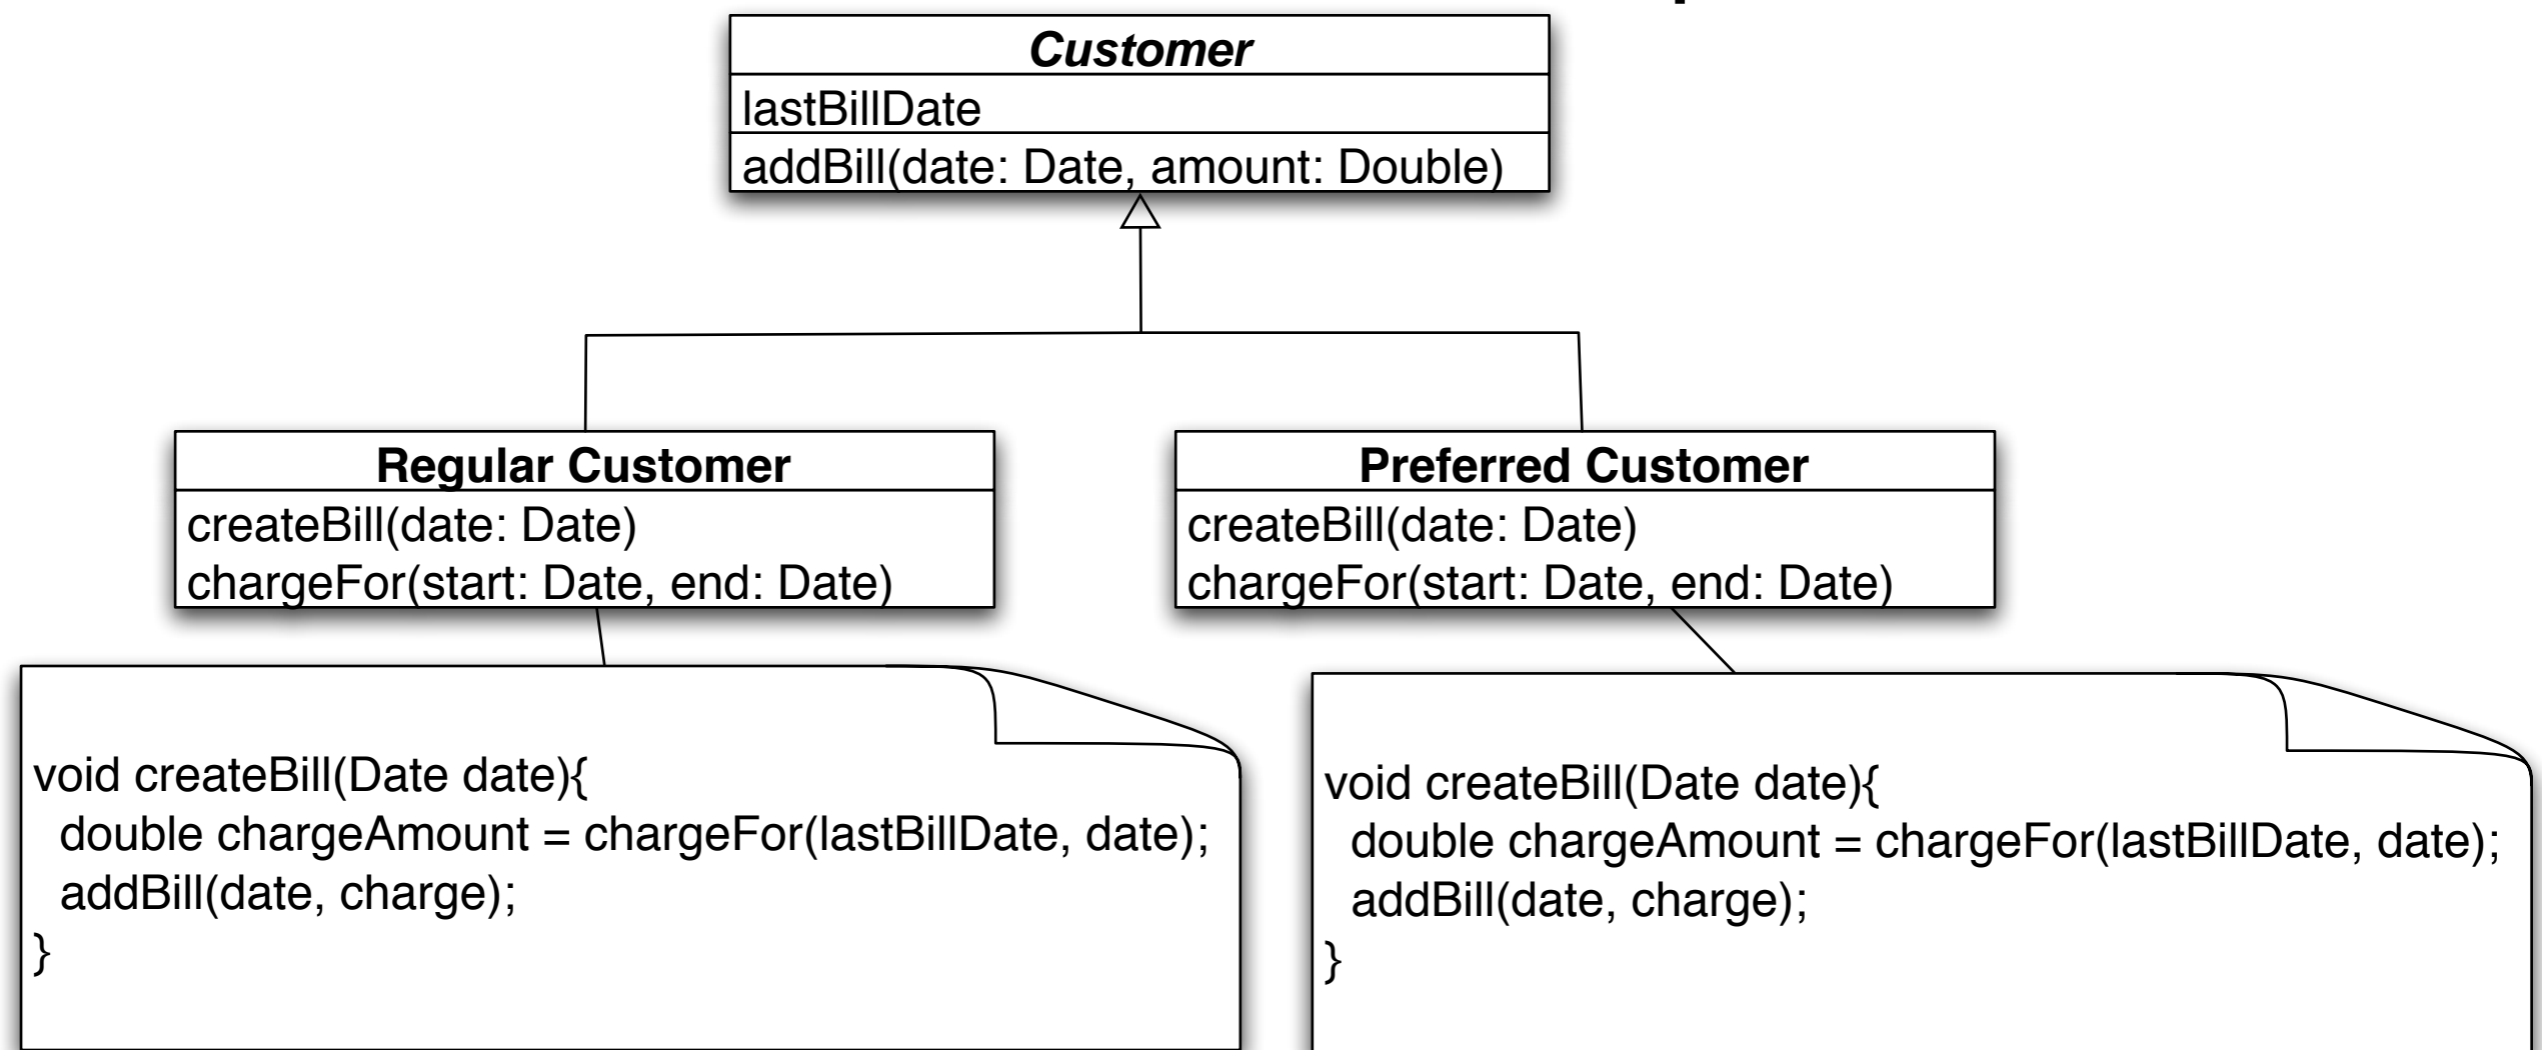 Customer
lastBillDate
addBill(date: Date, amount: Double)
Regular Customer
createBill(date: Date)
chargeFor(start: Date, end: Date)
Preferred Customer
createBill(date: Date)
chargeFor(start: Date, end: Date)
void createBill(Date date){
double chargeAmount = chargeFor(lastBillDate, date);
addBill(date, charge);
}
void createBill(Date date){
double chargeAmount = chargeFor(lastBillDate, date);
addBill(date, charge);
}